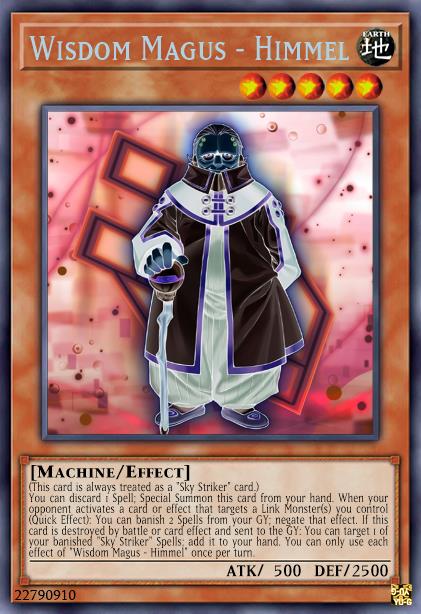 Wisdom Magus - Himmel
EARTH
地
[Machine/Effect]
(This card is always treated as a "Sky Striker" card.)
You can discard 1 Spell; Special Summon this card from your hand. When your
opponent activates a card or effect that targets a Link Monster(s) you control
(Quick Effect): You can banish 2 Spells from your GY; negate that effect. If this
card is destroyed by battle or card effect and sent to the GY: You can target 1 of
your banished "Sky Striker" Spells; add it to your hand. You can only use each
effect of "Wisdom Magus - Himmel" once per turn.
ATK/ 500 DEF/2500
22790910